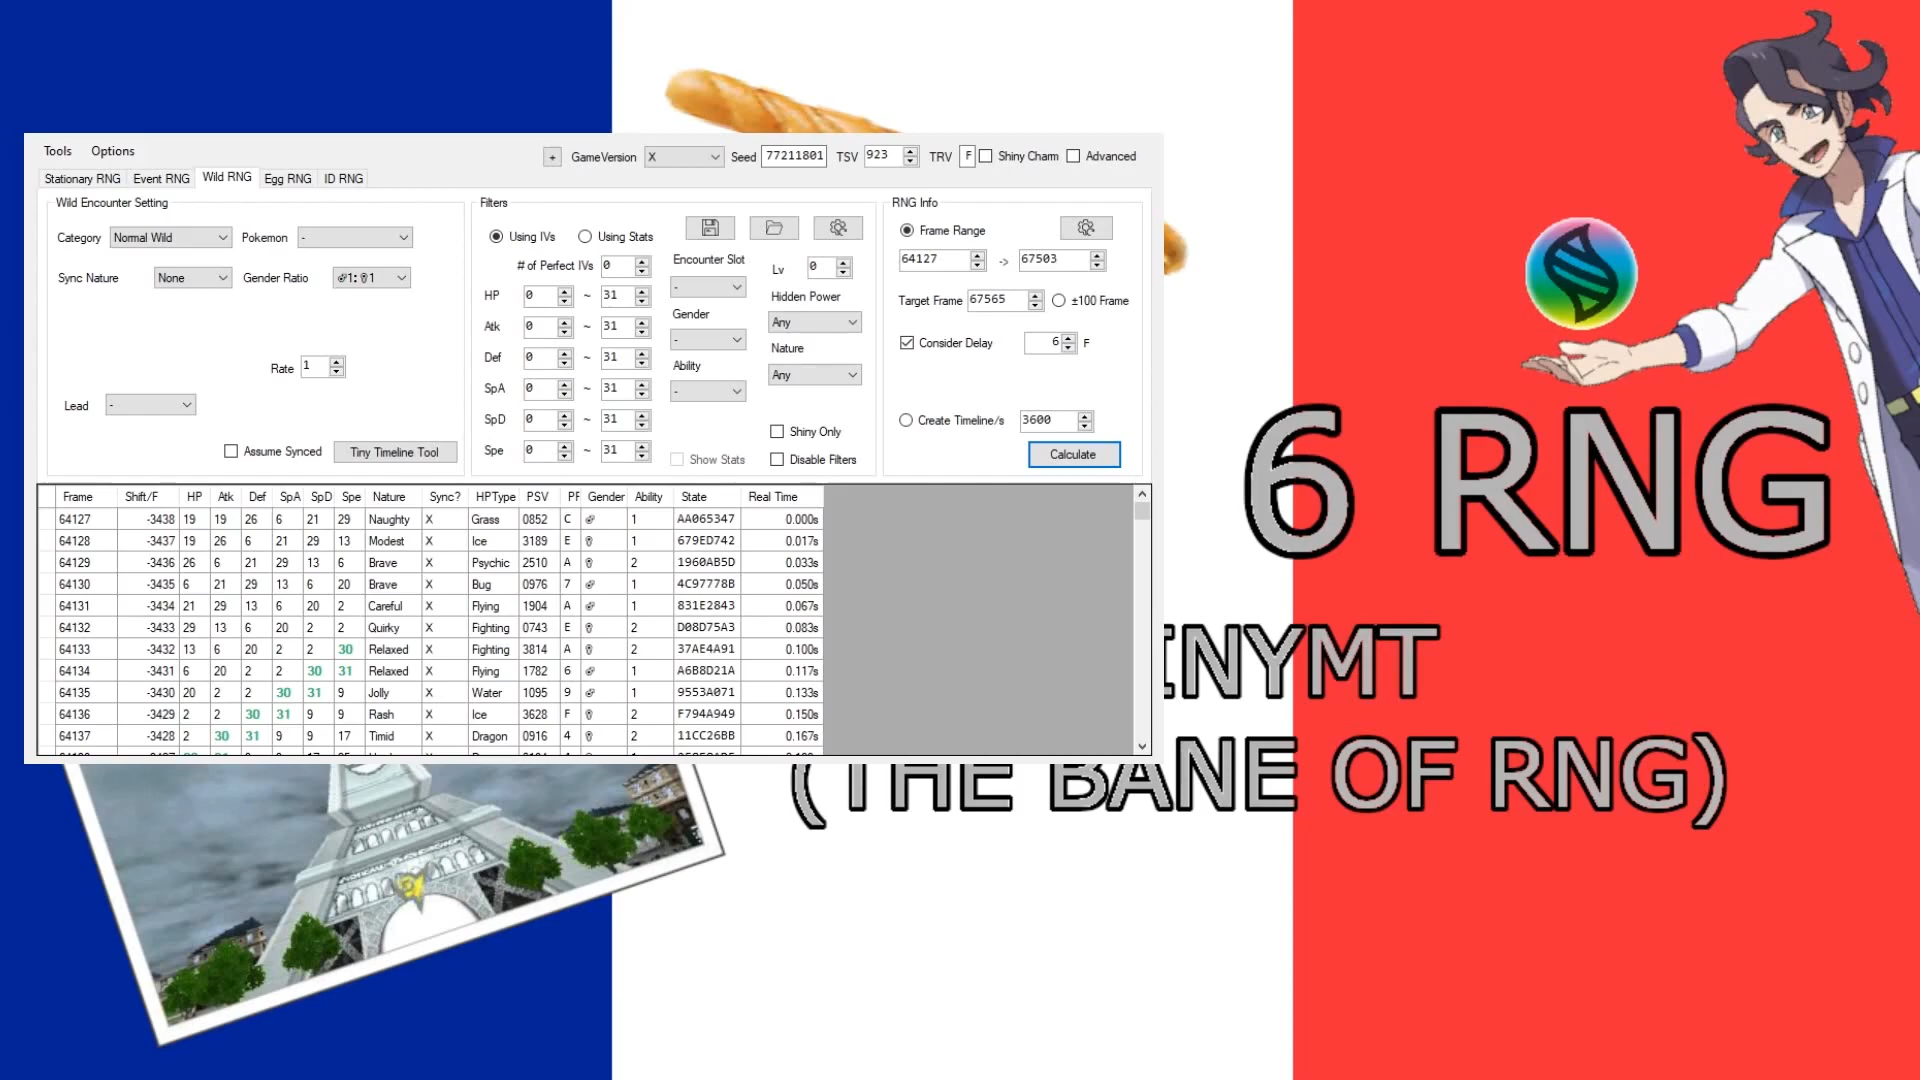 Tools Options
+ GameVersion X Seed 77211801 TSV 923 TRV F Shiny Charm Advanced
Stationary RNG Event RNG Wild RNG Egg RNG ID RNG
Wild Encounter Setting
Category Normal Wild Pokemon -
Sync Nature None Gender Ratio ♂1:♀1
Rate 1
Lead -
Assume Synced Tiny Timeline Tool
Filters
Using IVs Using Stats
# of Perfect IVs 0
HP 0 ~ 31
Atk 0 ~ 31
Def 0 ~ 31
SpA 0 ~ 31
SpD 0 ~ 31
Spe 0 ~ 31
Encounter Slot
-
Gender
-
Ability
-
Show Stats
Lv 0
Hidden Power
Any
Nature
Any
Shiny Only
Disable Filters
RNG Info
Frame Range
64127 -> 67503
Target Frame 67565 ±100 Frame
Consider Delay 6 F
Create Timeline/s 3600
Calculate
Frame Shift/F HP Atk Def SpA SpD Spe Nature Sync? HPType PSV Gender Ability State Real Time
64127 -3438 19 19 26 6 21 29 Naughty X Grass 0852 C ♂ 1 AA065347 0.000s
64128 -3437 19 26 6 21 29 13 Modest X Ice 3189 E ♀ 1 679ED742 0.017s
64129 -3436 26 6 21 29 13 6 Brave X Psychic 2510 A ♀ 2 1960AB5D 0.033s
64130 -3435 6 21 29 13 6 20 Brave X Bug 0976 7 ♂ 1 4C97778B 0.050s
64131 -3434 21 29 13 6 20 2 Careful X Flying 1904 A ♂ 1 831E2843 0.067s
64132 -3433 29 13 6 20 2 2 Quirky X Fighting 0743 E ♀ 2 D08D75A3 0.083s
64133 -3432 13 6 20 2 2 30 Relaxed X Fighting 3814 A ♀ 2 37AE4A91 0.100s
64134 -3431 6 20 2 2 30 31 Relaxed X Flying 1782 6 ♂ 1 A6B8D21A 0.117s
64135 -3430 20 2 2 30 31 9 Jolly X Water 1095 9 ♂ 1 9553A071 0.133s
64136 -3429 2 2 30 31 9 9 Rash X Ice 3628 F ♀ 2 F794A949 0.150s
64137 -3428 2 30 31 9 9 17 Timid X Dragon 0916 4 ♀ 2 11CC26BB 0.167s
6 RNG
INYMT
(THE BANE OF RNG)